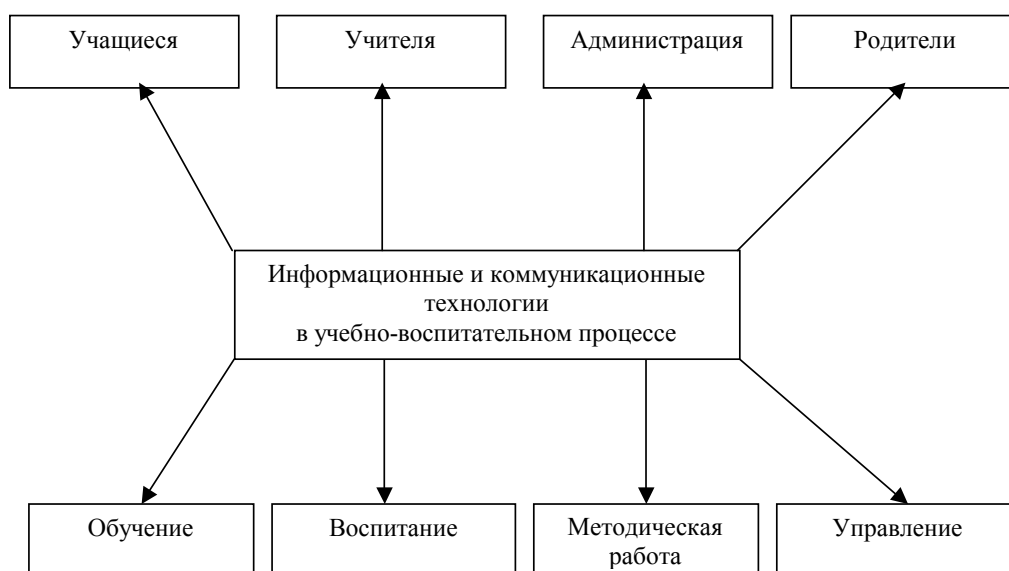 Учащиеся
Учителя
Администрация
Родители
Информационные и коммуникационные
технологии
в учебно-воспитательном процессе
Обучение
Воспитание
Методическая
работа
Управление